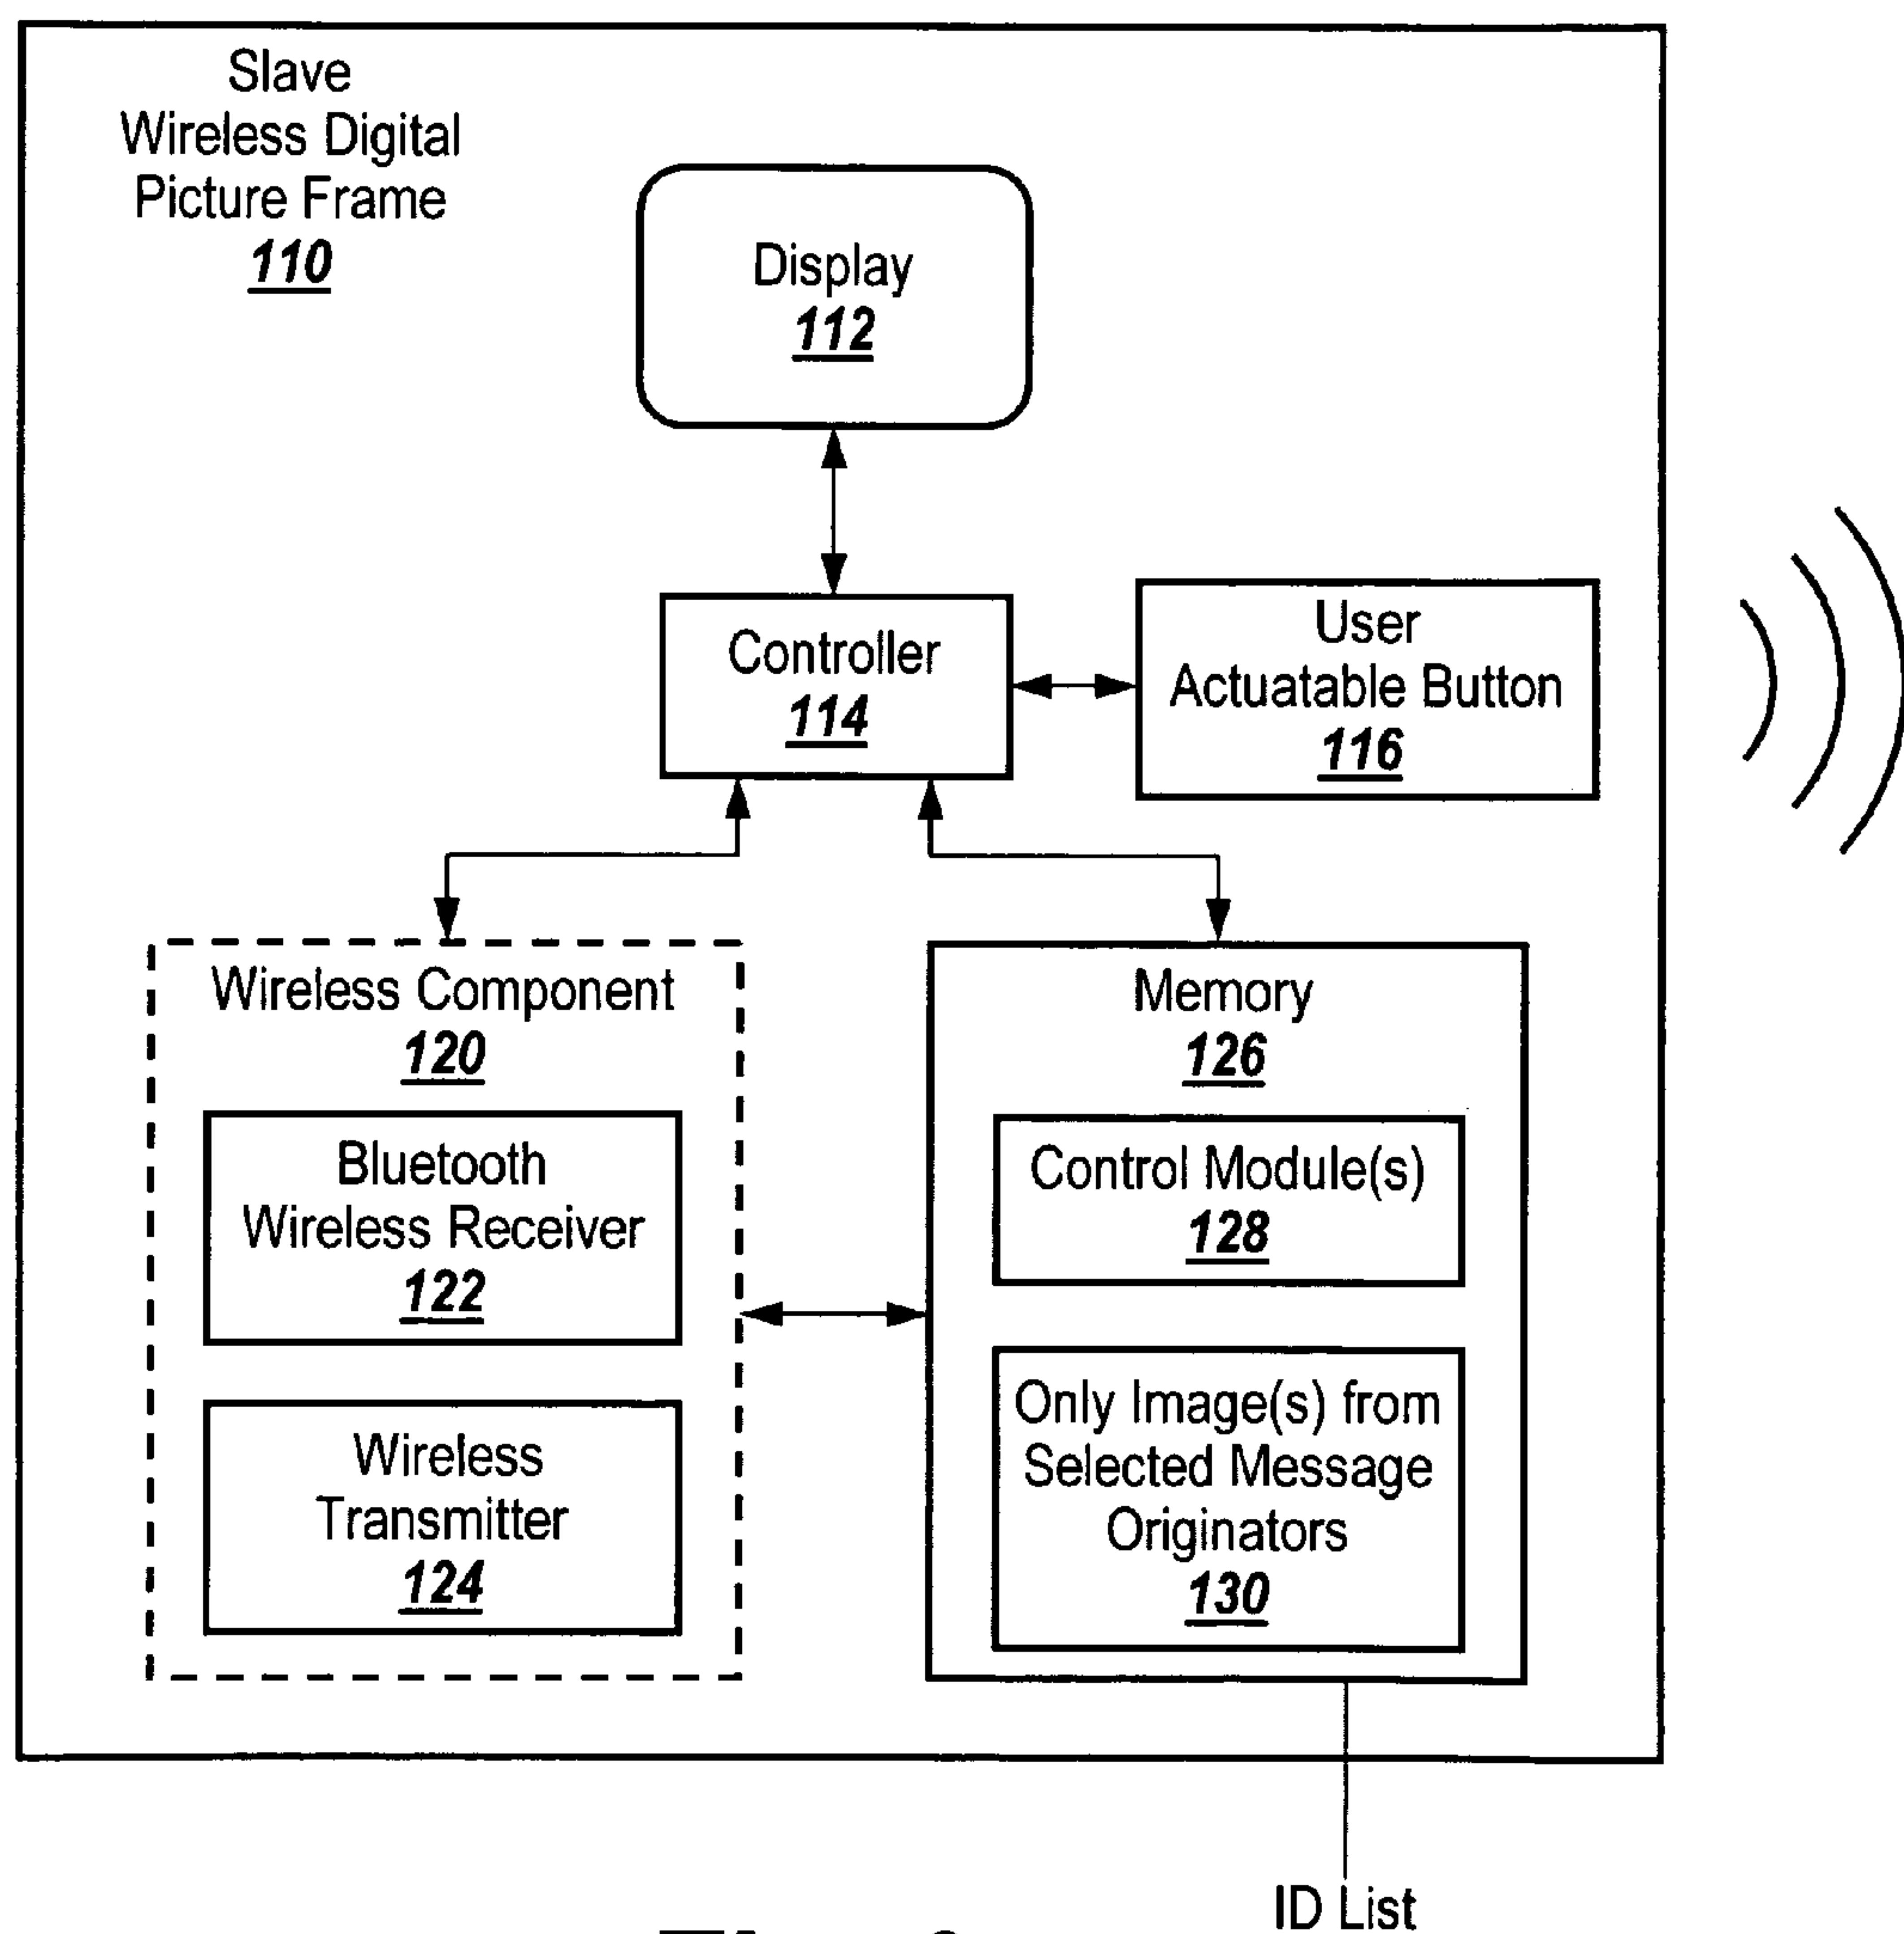 Slave
Wireless Digital
Picture Frame
110
Display
112
Controller
114
User
Actuatable Button
116
Wireless Component
120
Bluetooth
Wireless Receiver
122
Wireless
Transmitter
124
Memory
126
Control Module(s)
128
Only Image(s) from
Selected Message
Originators
130
ID List